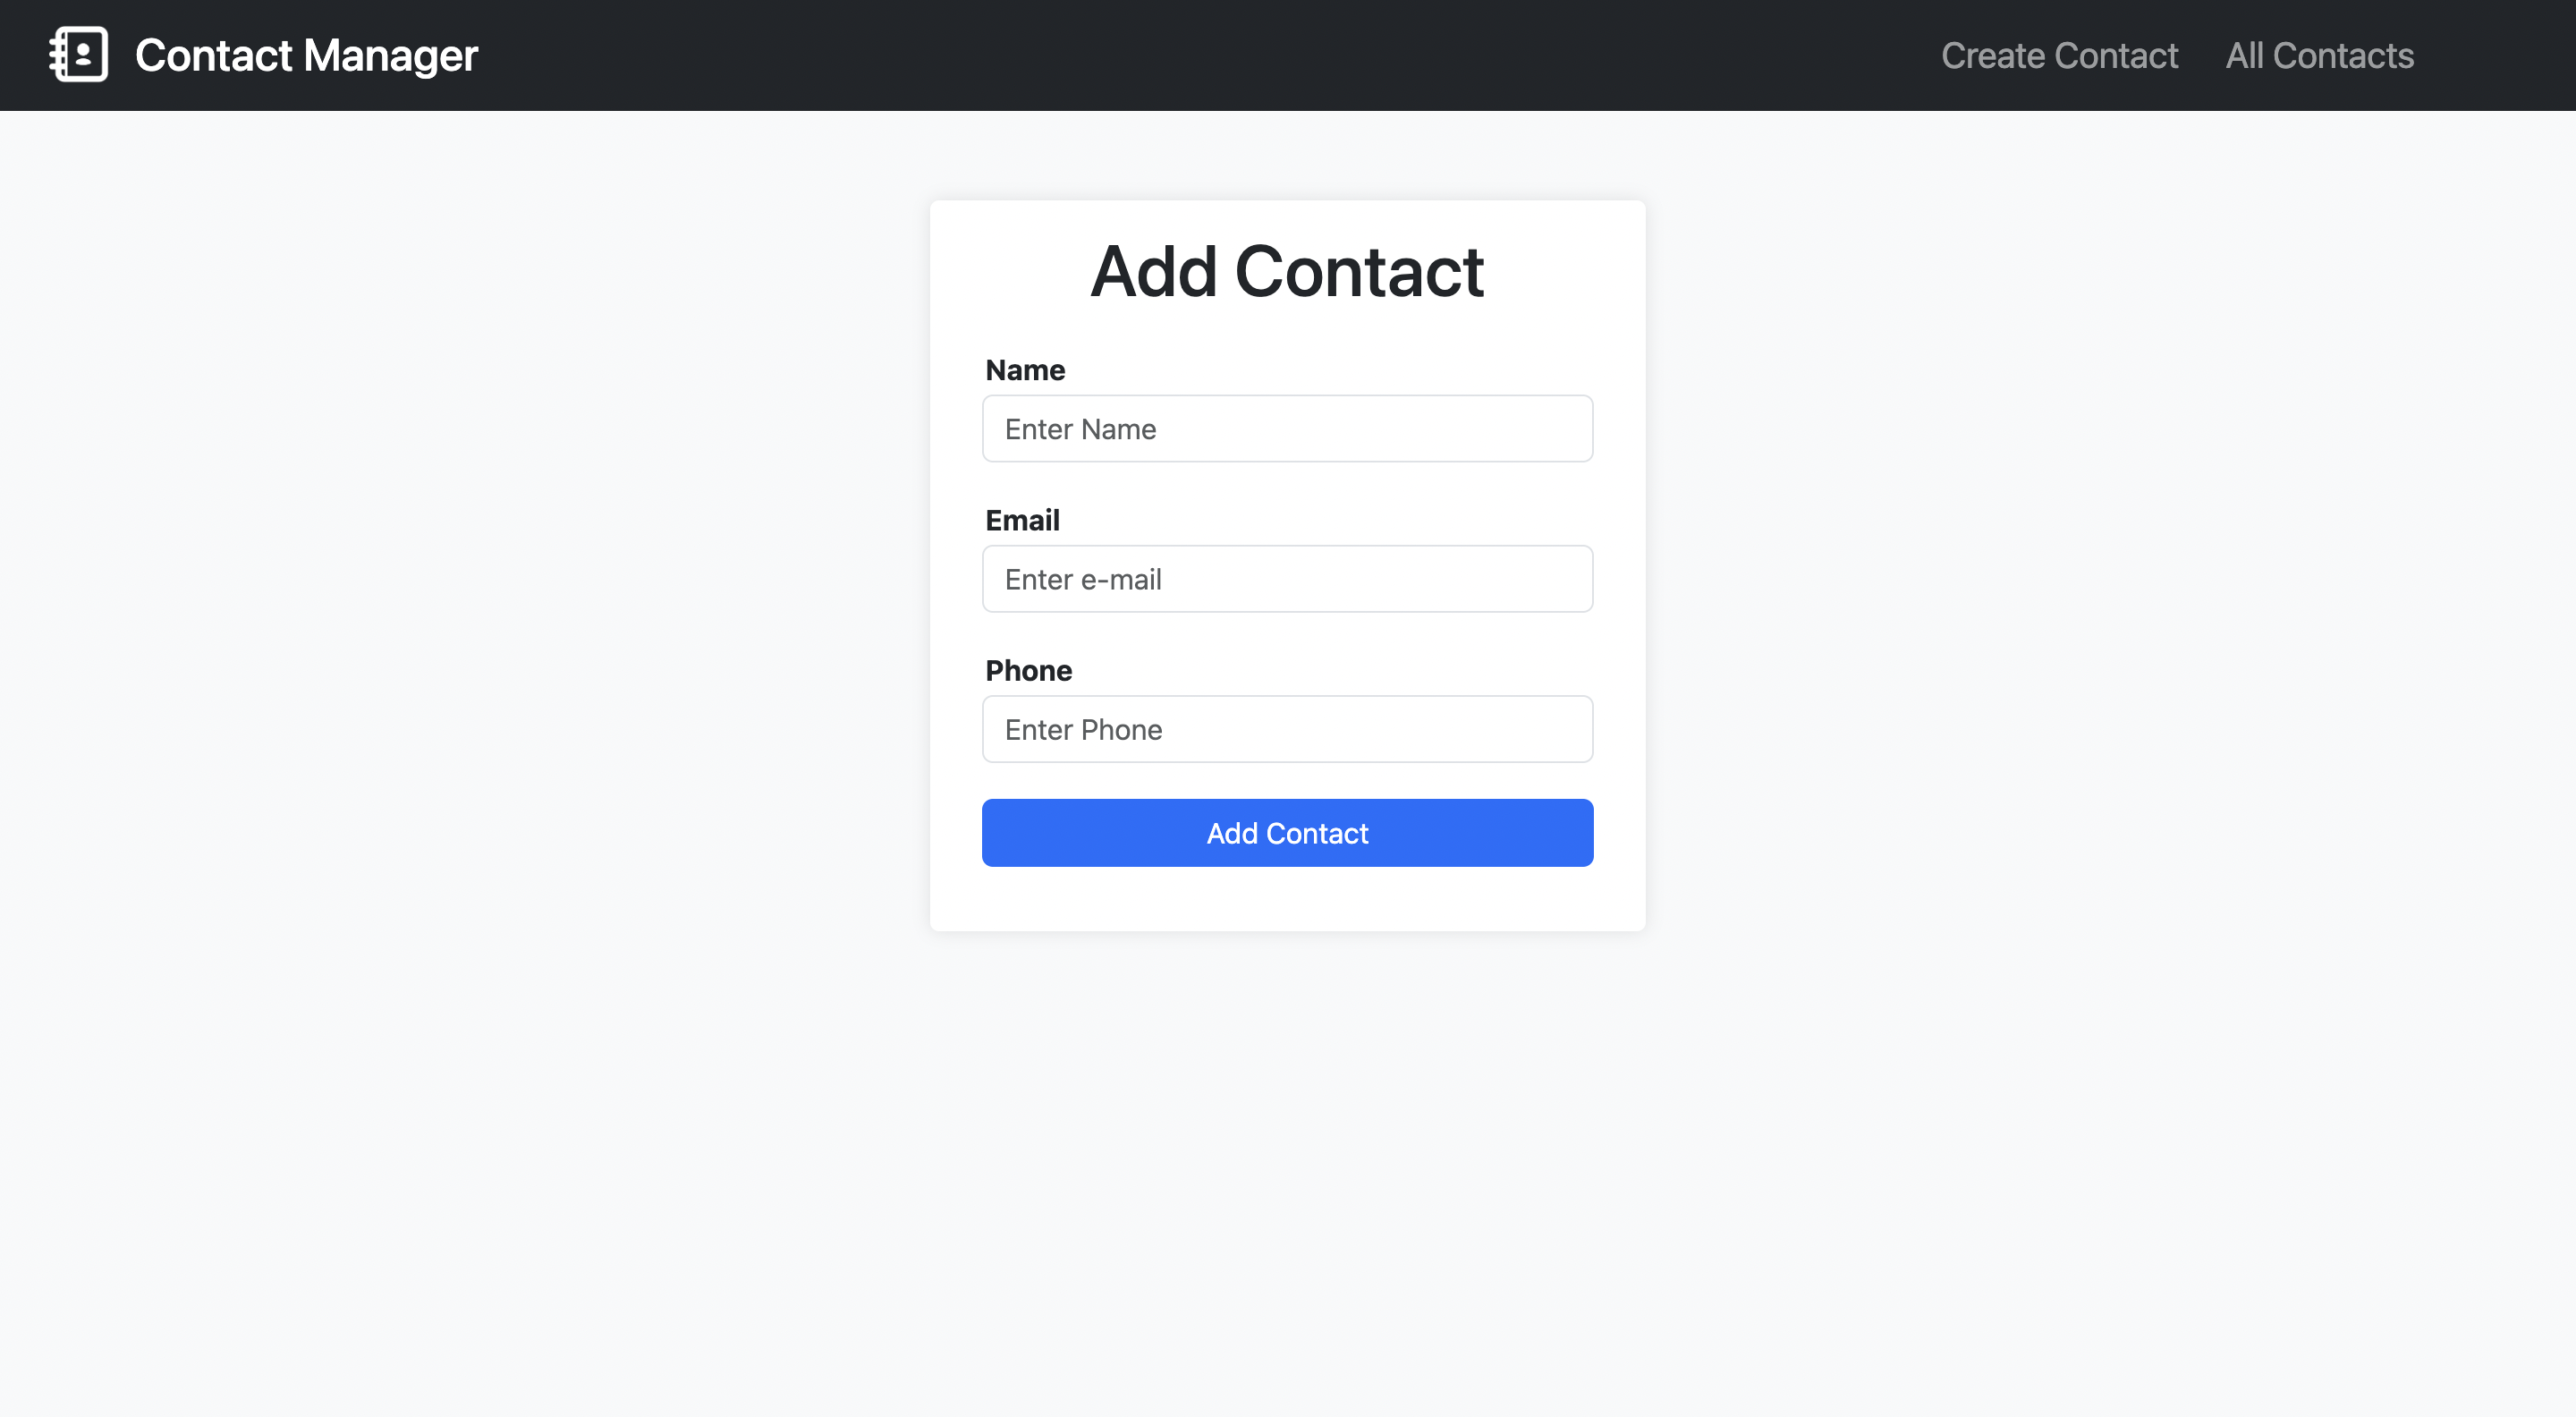 Contact Manager
Create Contact
All Contacts
Add Contact
Name
Enter Name
Email
Enter e-mail
Phone
Enter Phone
Add Contact